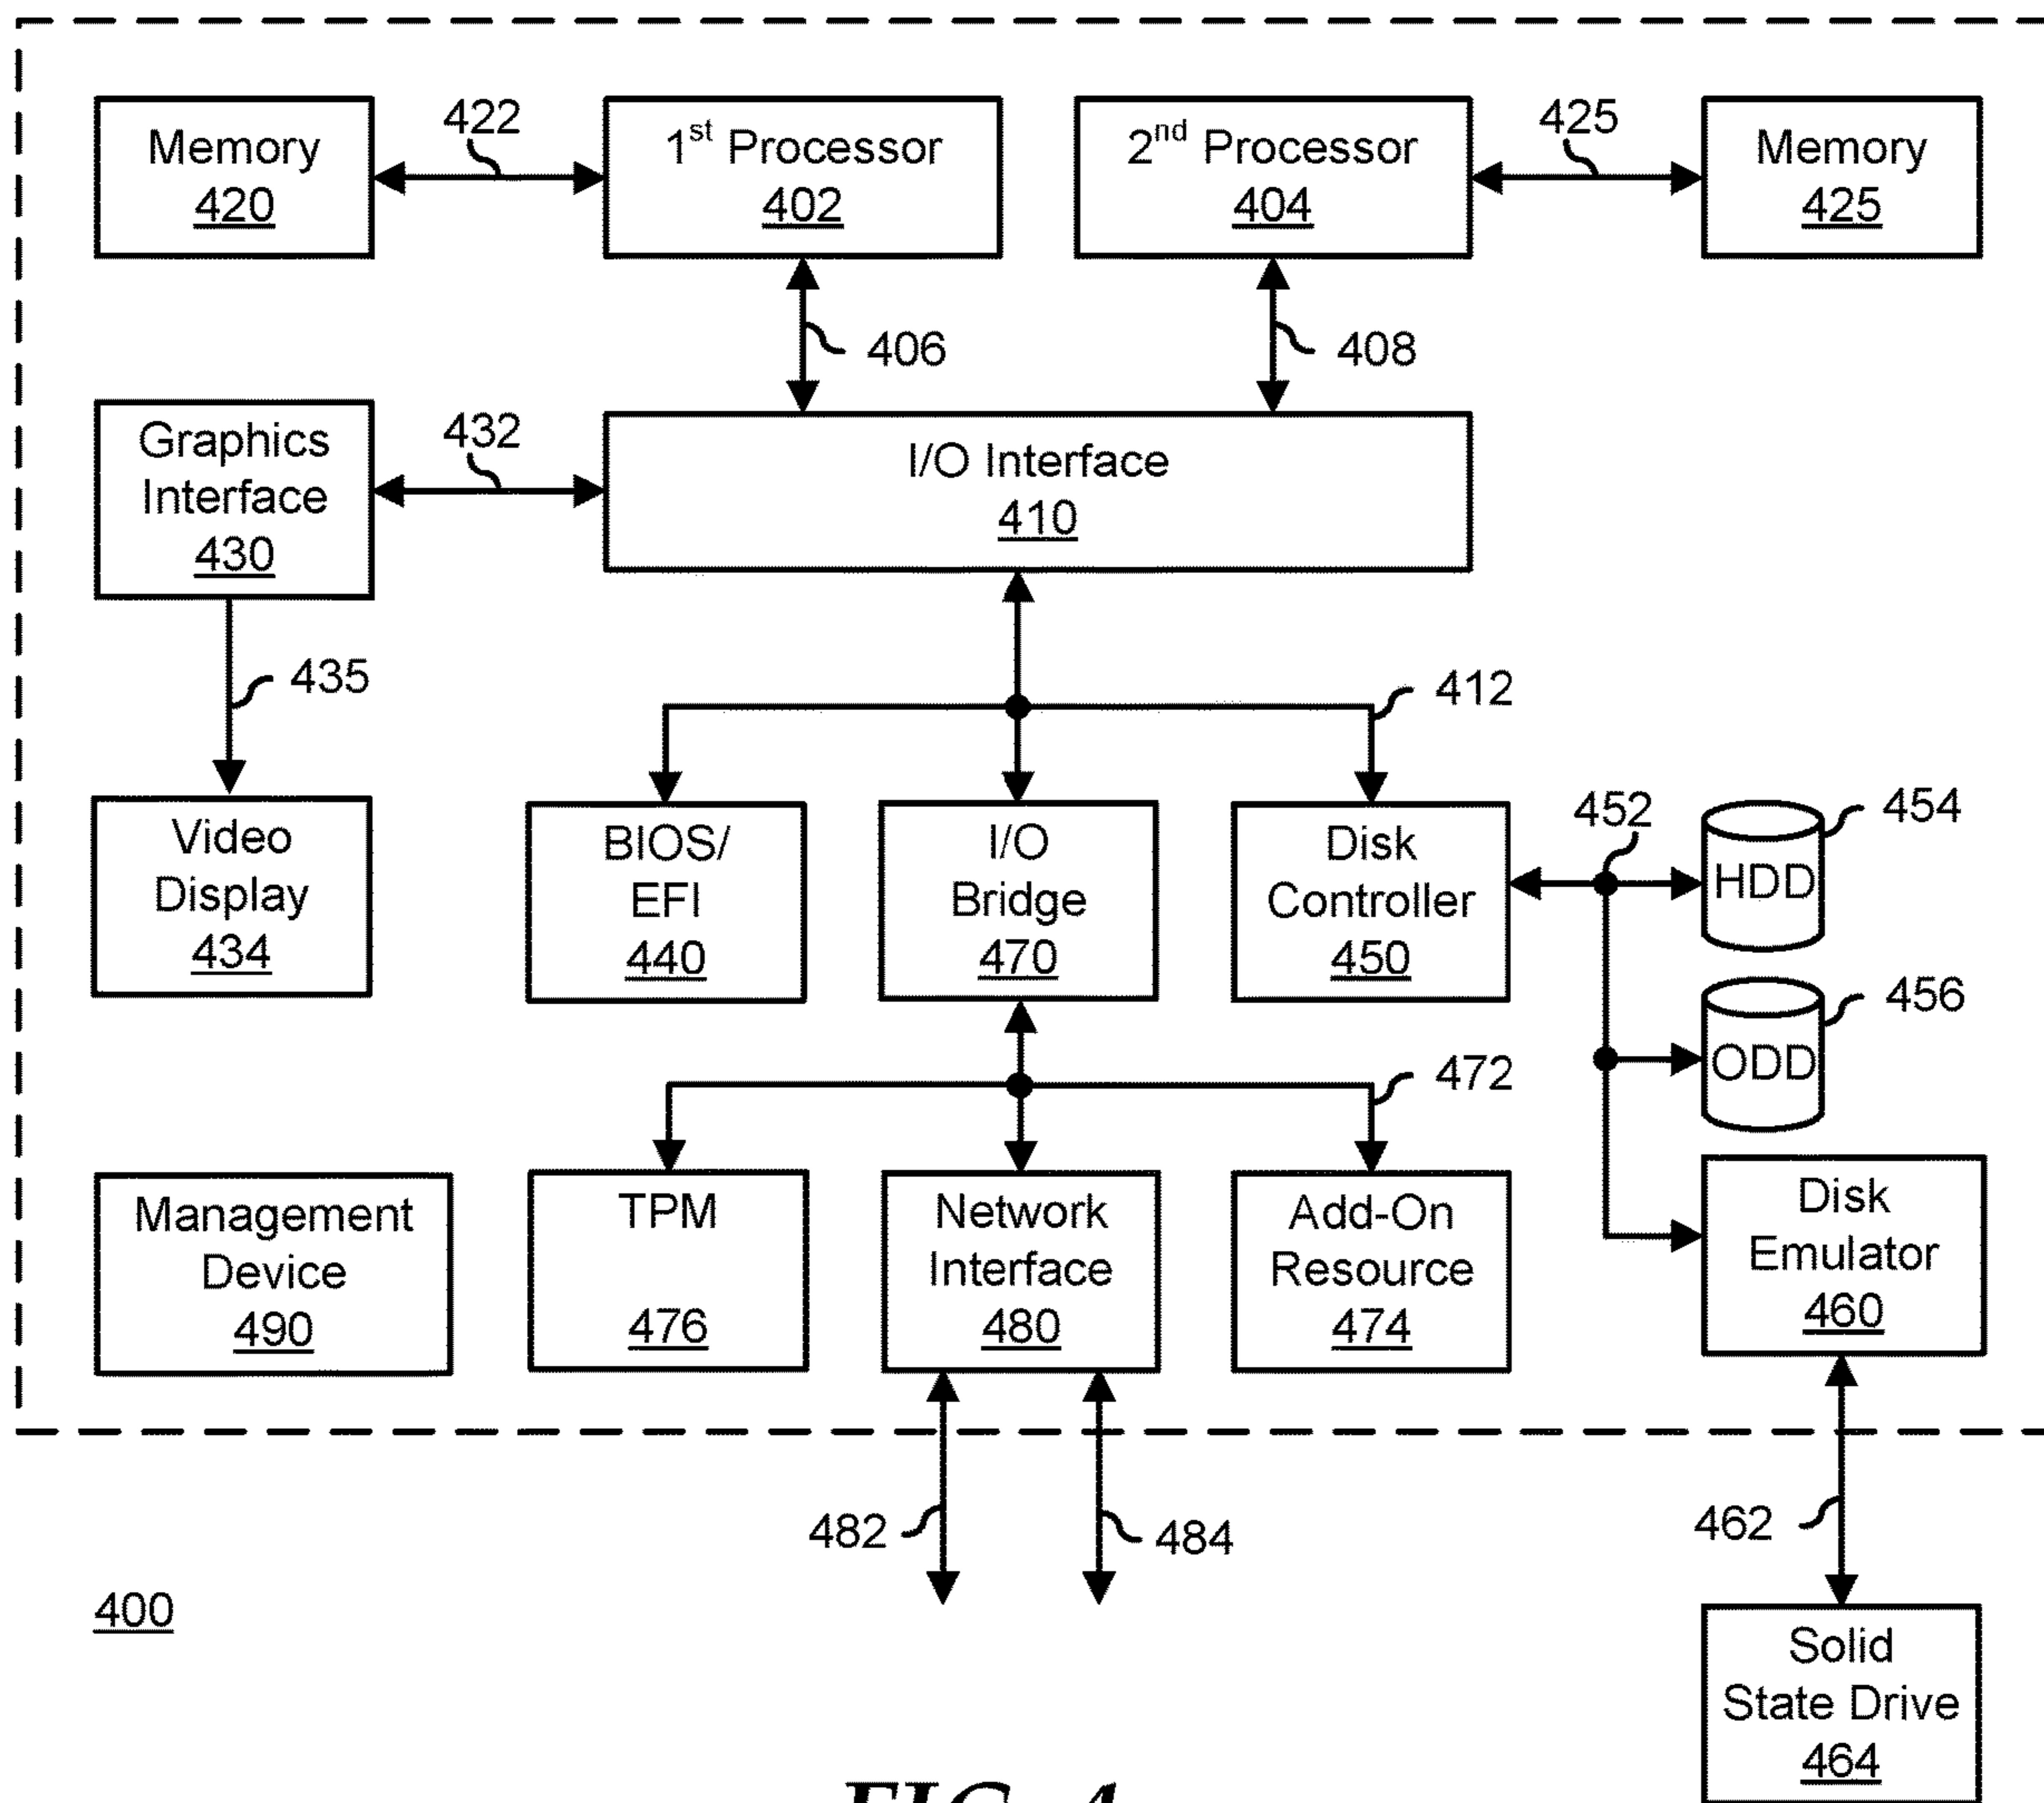 Memory
420
422
1st Processor
402
2nd Processor
404
425
Memory
425
406
408
Graphics
Interface
430
432
I/O Interface
410
435
412
Video
Display
434
BIOS/
EFI
440
I/O
Bridge
470
Disk
Controller
450
452
454
HDD
456
ODD
472
Management
Device
490
TPM
476
Network
Interface
480
Add-On
Resource
474
Disk
Emulator
460
482
484
462
400
Solid
State Drive
464
FIG. 4